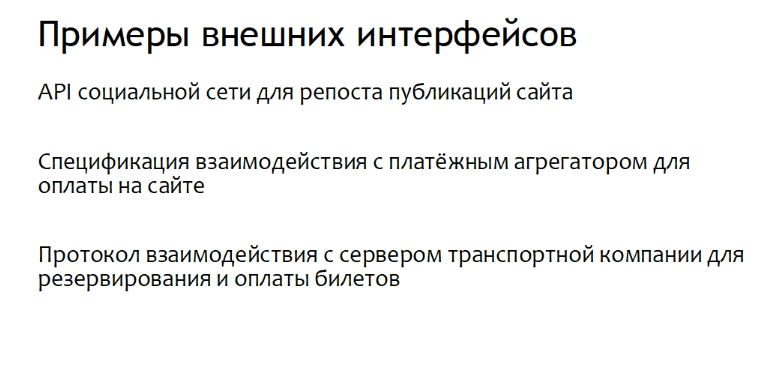 Примеры внешних интерфейсов
API социальной сети для репоста публикаций сайта
Спецификация взаимодействия с платёжным агрегатором для
оплаты на сайте
Протокол взаимодействия с сервером транспортной компании для
резервирования и оплаты билетов